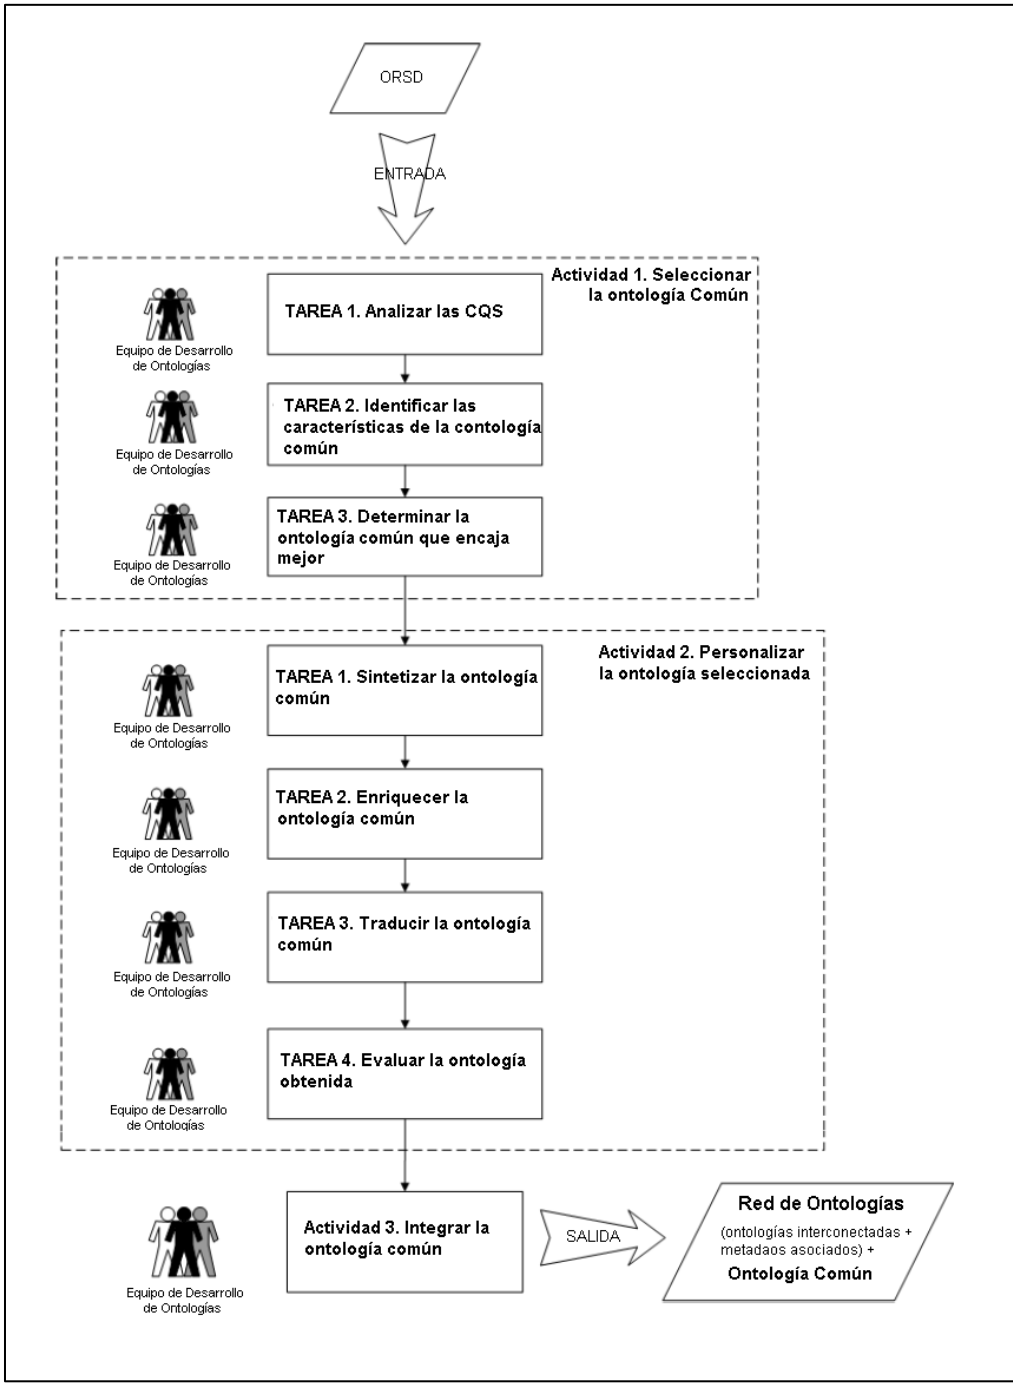 ORSD
ENTRADA
Actividad 1. Seleccionar
la ontología Común
TAREA 1. Analizar las CQS
Equipo de Desarrollo
de Ontologías
TAREA 2. Identificar las
características de la contología
común
Equipo de Desarrollo
de Ontologías
TAREA 3. Determinar la
ontología común que encaja
mejor
Equipo de Desarrollo
de Ontologías
Actividad 2. Personalizar
la ontología seleccionada
TAREA 1. Sintetizar la ontología
común
Equipo de Desarrollo
de Ontologías
TAREA 2. Enriquecer la
ontología común
Equipo de Desarrollo
de Ontologías
TAREA 3. Traducir la ontología
común
Equipo de Desarrollo
de Ontologías
TAREA 4. Evaluar la ontología
obtenida
Equipo de Desarrollo
de Ontologías
Actividad 3. Integrar la
ontología común
Equipo de Desarrollo
de Ontologías
SALIDA
Red de Ontologías
(ontologías interconectadas +
metadaos asociados) +
Ontología Común